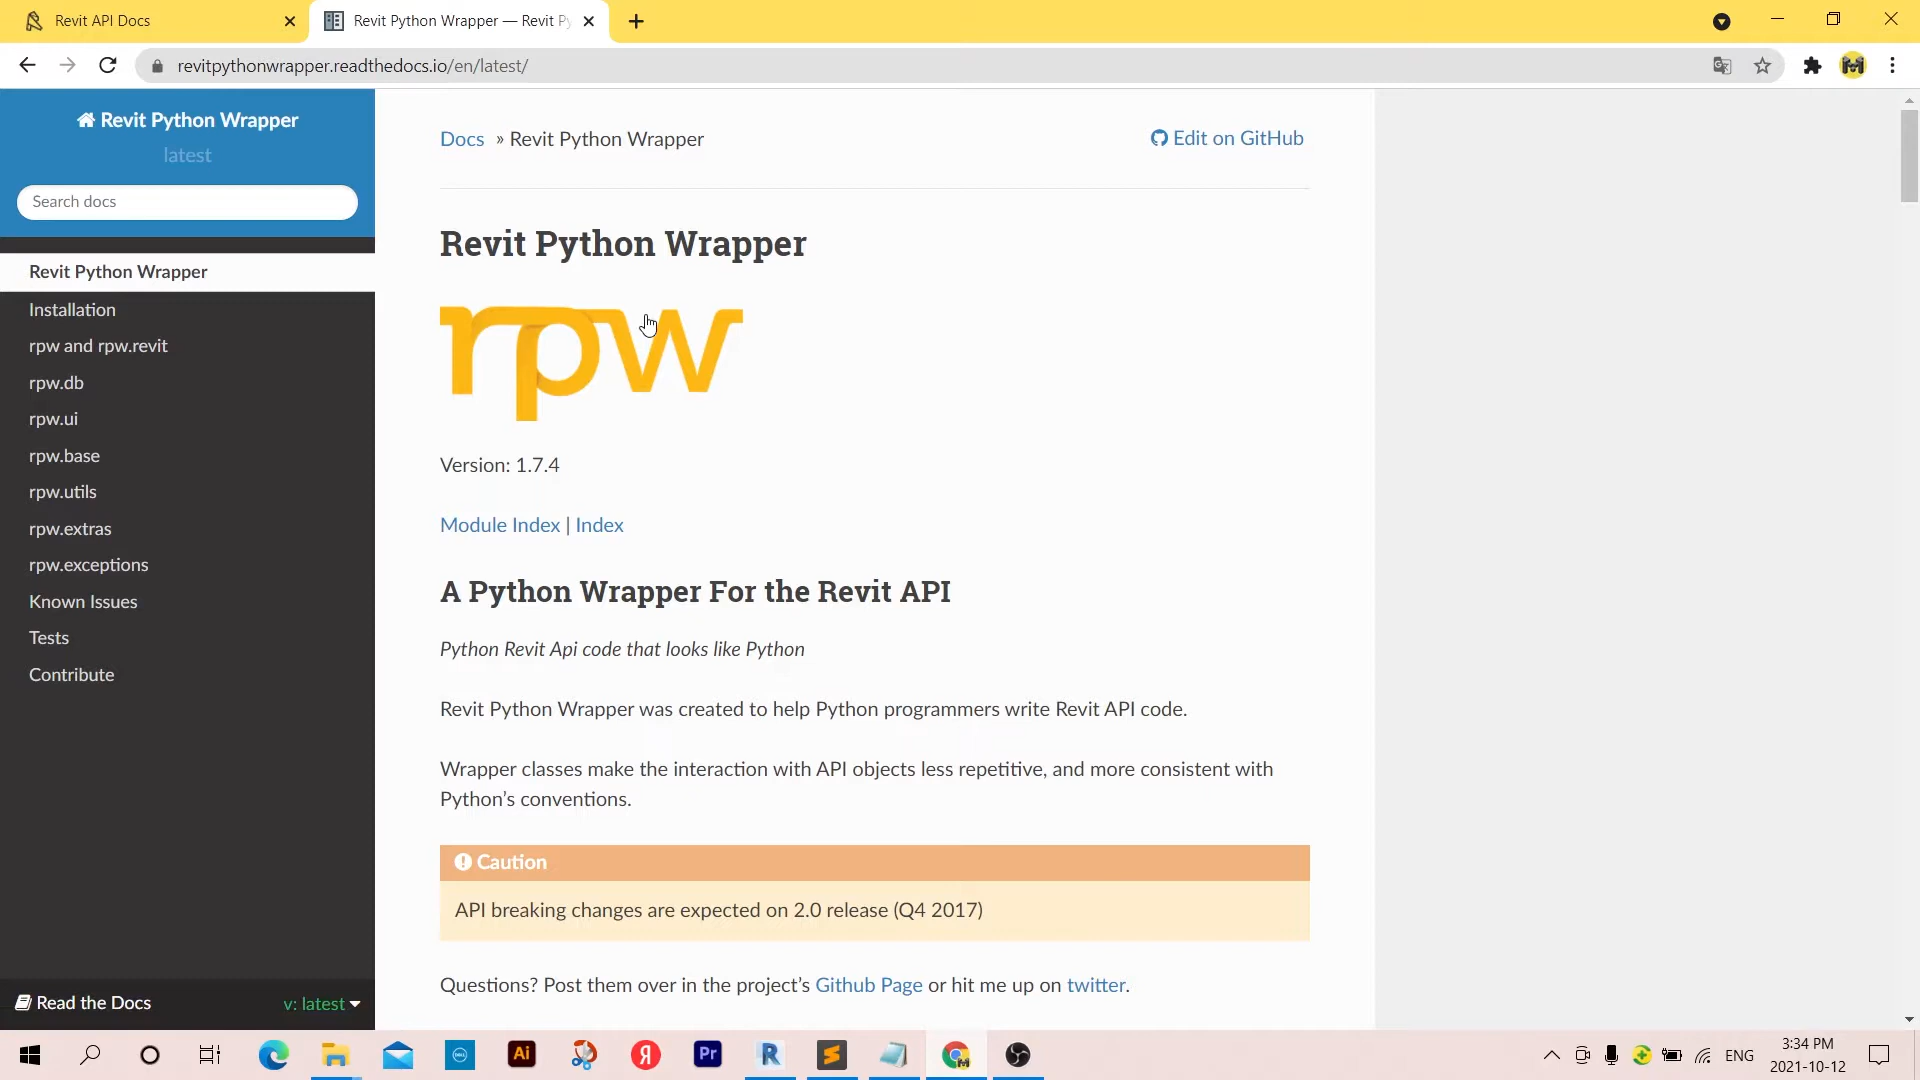 Revit API Docs
Revit Python Wrapper — Revit Py
revitpythonwrapper.readthedocs.io/en/latest/
Revit Python Wrapper
latest
Search docs
Revit Python Wrapper
Installation
rpw and rpw.revit
rpw.db
rpw.ui
rpw.base
rpw.utils
rpw.extras
rpw.exceptions
Known Issues
Tests
Contribute
Read the Docs
v: latest
Docs » Revit Python Wrapper
Edit on GitHub
Revit Python Wrapper
rpw
Version: 1.7.4
Module Index | Index
A Python Wrapper For the Revit API
Python Revit Api code that looks like Python
Revit Python Wrapper was created to help Python programmers write Revit API code.
Wrapper classes make the interaction with API objects less repetitive, and more consistent with
Python's conventions.
Caution
API breaking changes are expected on 2.0 release (Q4 2017)
Questions? Post them over in the project's Github Page or hit me up on twitter.
Ai
Я
Pr
R
ENG
3:34 PM
2021-10-12